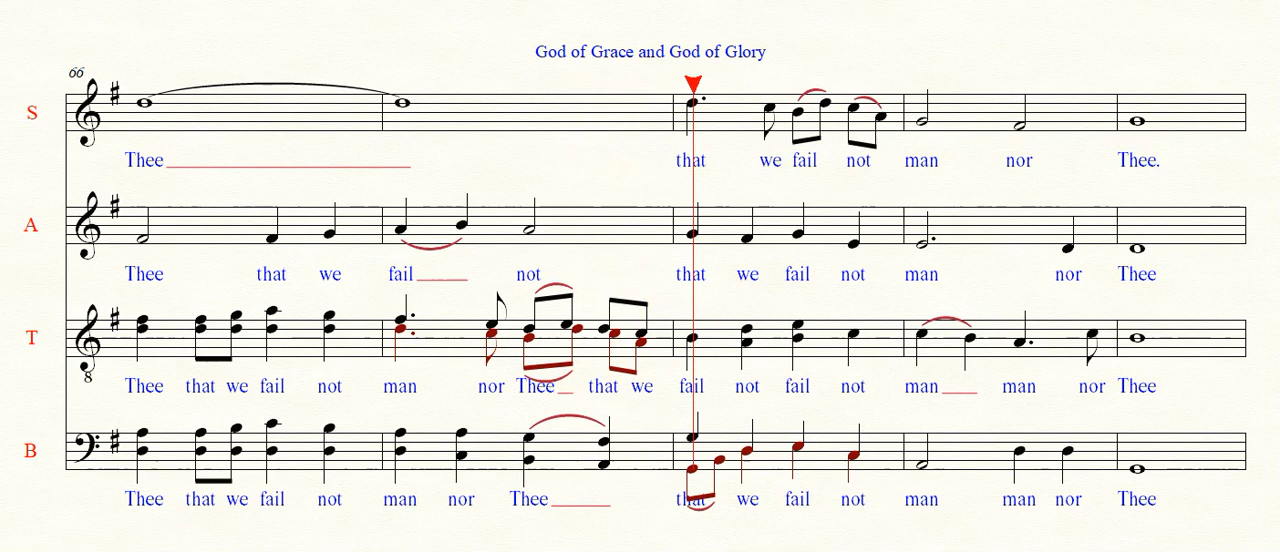 God of Grace and God of Glory
66
S
Thee that we fail not man nor Thee.
A
Thee that we fail not that we fail not man nor Thee
T
8
Thee that we fail not man nor Thee that we fail not fail not man man nor Thee
B
Thee that we fail not man nor Thee that we fail not man man nor Thee